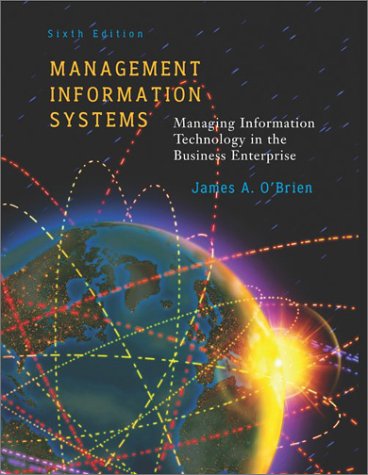 Sixth Edition
MANAGEMENT
INFORMATION
SYSTEMS
Managing Information
Technology in the
Business Enterprise
James A. O'Brien